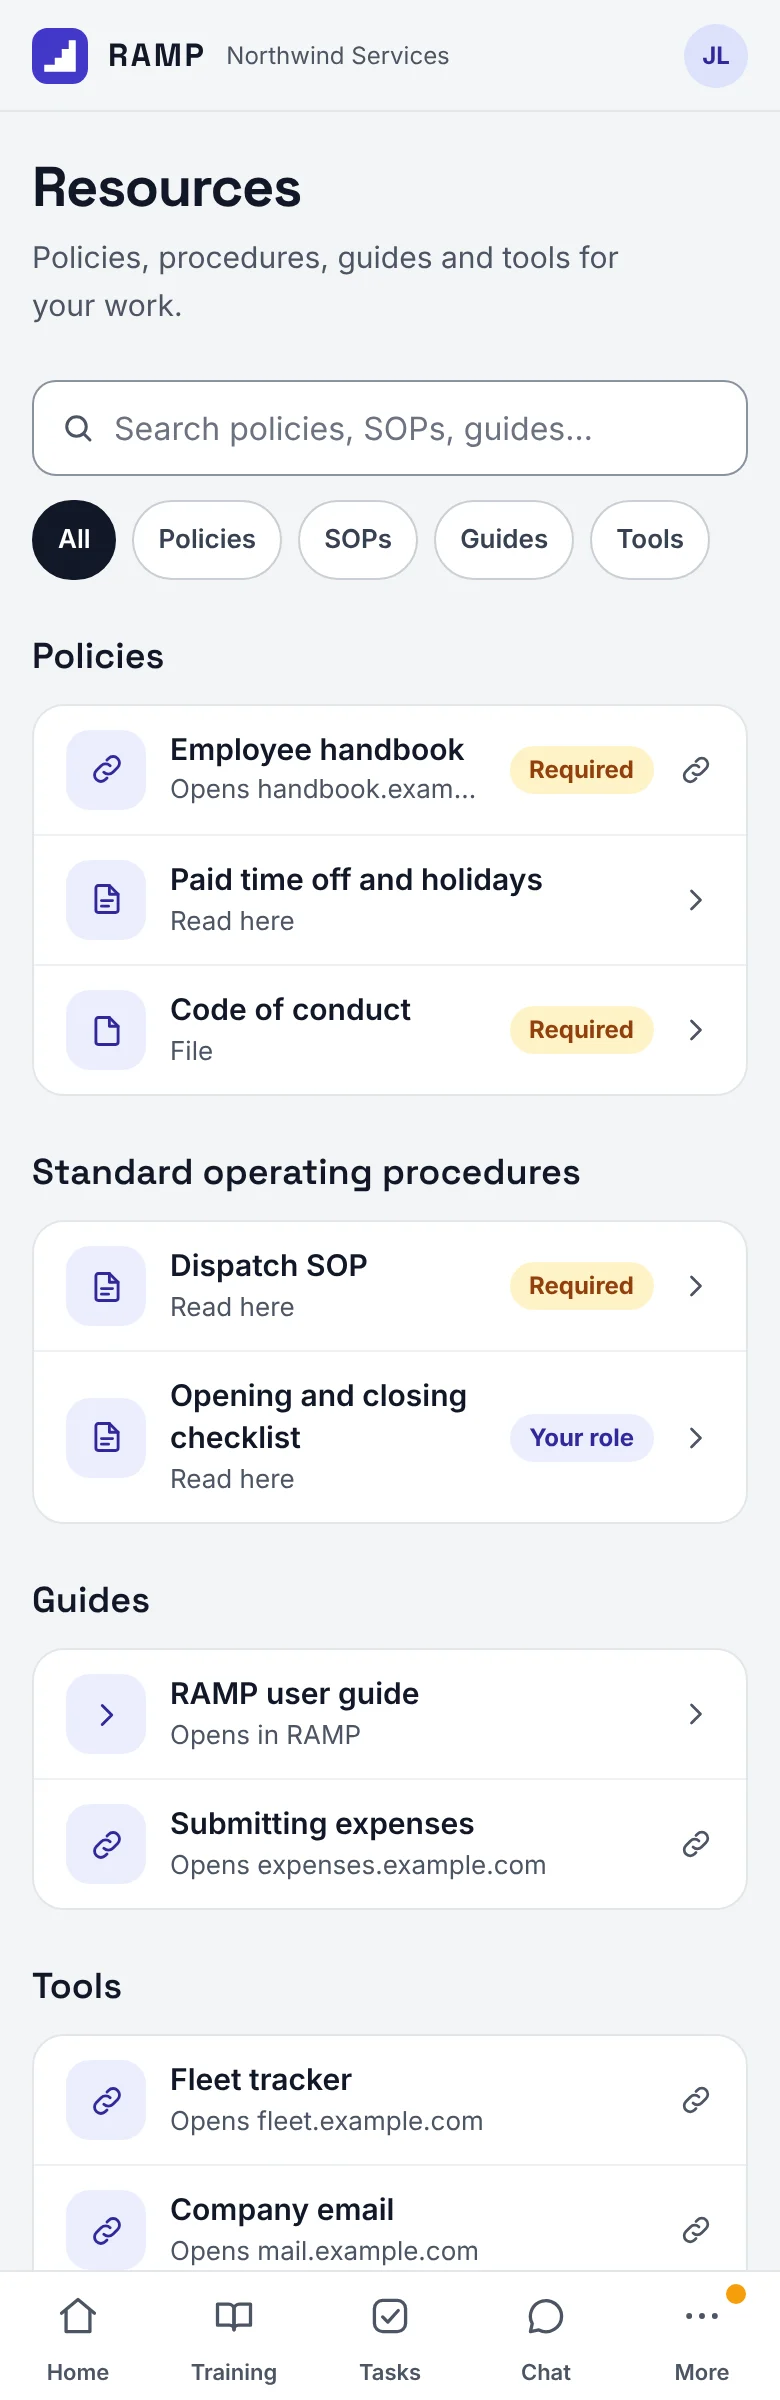 RAMP Northwind Services JL
Resources
Policies, procedures, guides and tools for
your work.
Search policies, SOPs, guides...
All Policies SOPs Guides Tools
Policies
Employee handbook
Opens handbook.exam...
Required
Paid time off and holidays
Read here
Code of conduct
File
Required
Standard operating procedures
Dispatch SOP
Read here
Required
Opening and closing
checklist
Read here
Your role
Guides
RAMP user guide
Opens in RAMP
Submitting expenses
Opens expenses.example.com
Tools
Fleet tracker
Opens fleet.example.com
Company email
Opens mail.example.com
Home Training Tasks Chat More